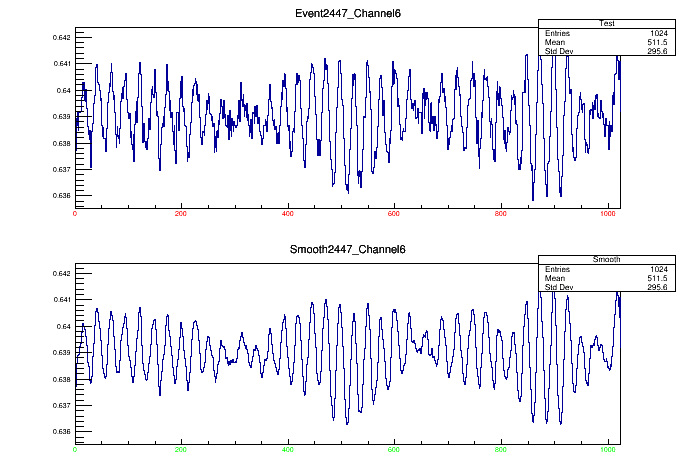 Event2447_Channel6
Test
Entries 1024
Mean 511.5
Std Dev 295.6
0.642
0.641
0.64
0.639
0.638
0.637
0.636
0 200 400 600 800 1000
Smooth2447_Channel6
Smooth
Entries 1024
Mean 511.5
Std Dev 295.6
0.642
0.641
0.64
0.639
0.638
0.637
0.636
0 200 400 600 800 1000